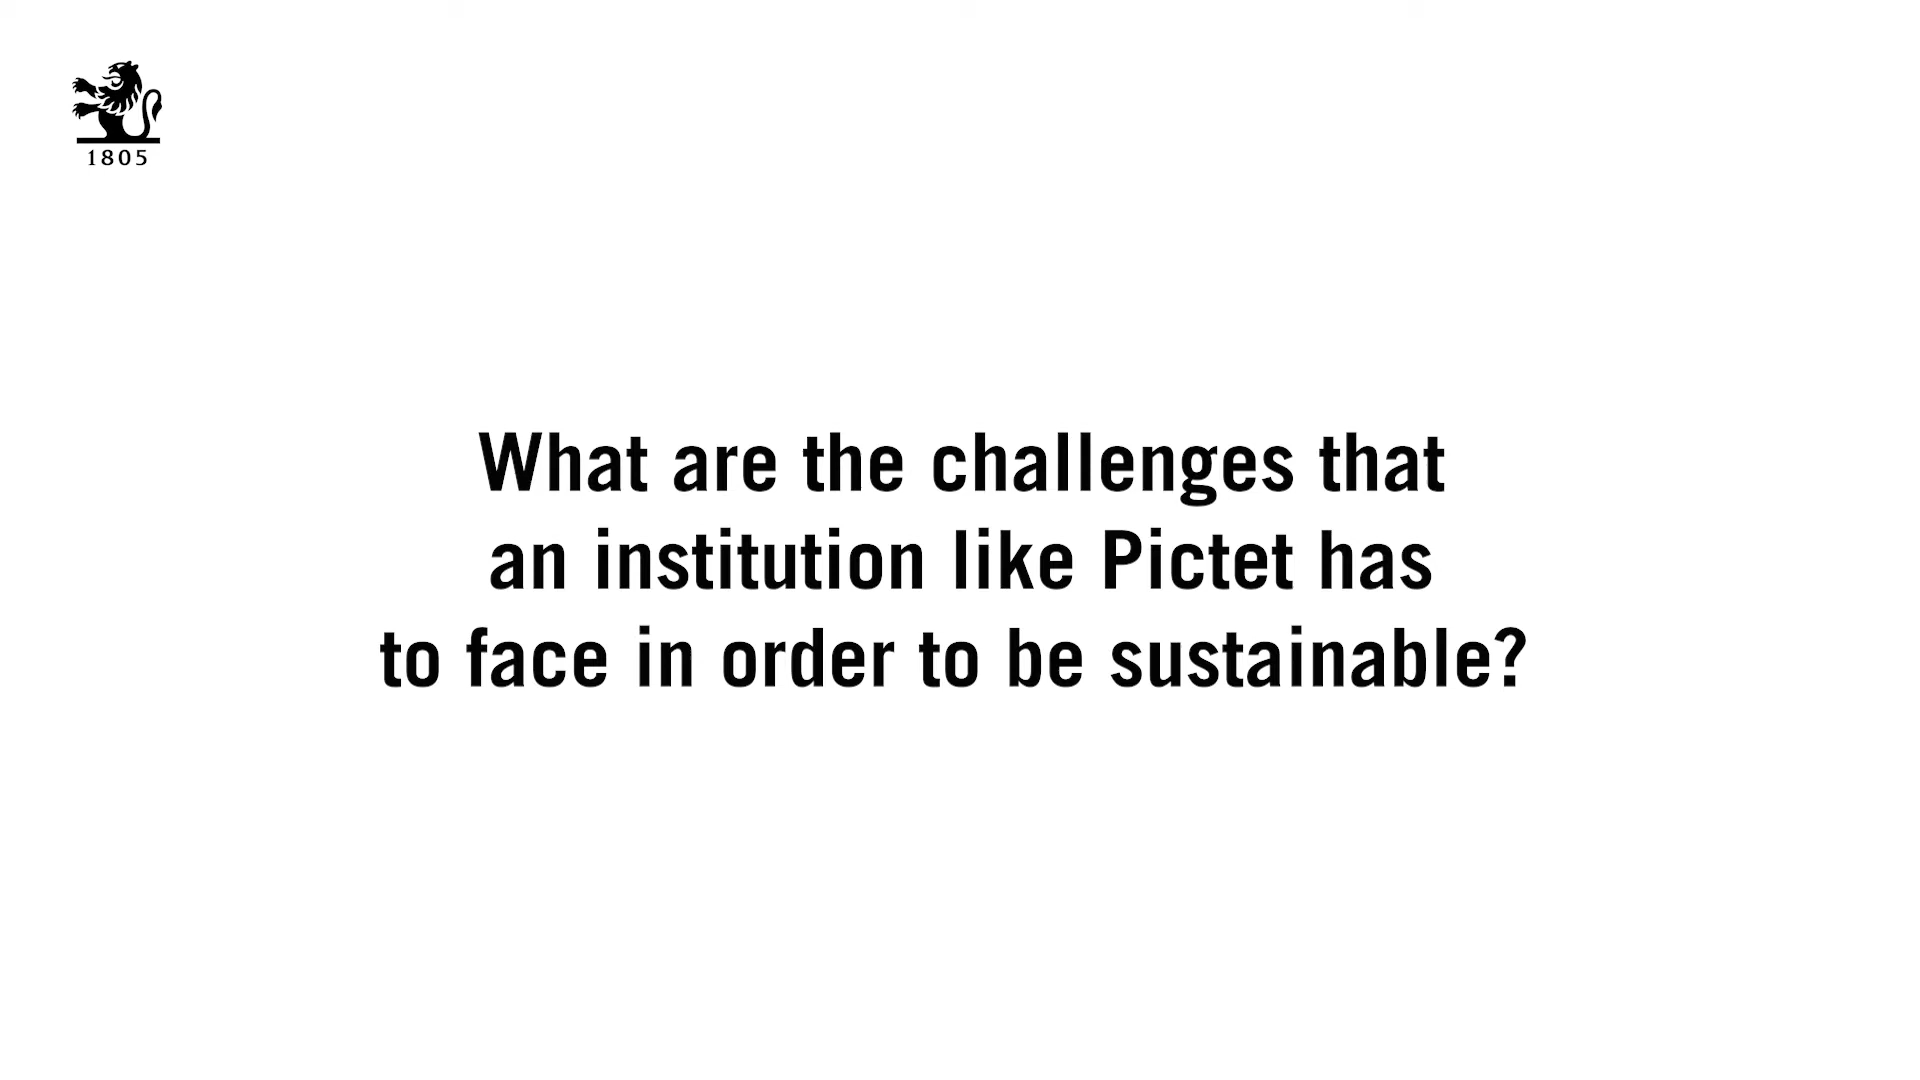 1805
What are the challenges that
an institution like Pictet has
to face in order to be sustainable?